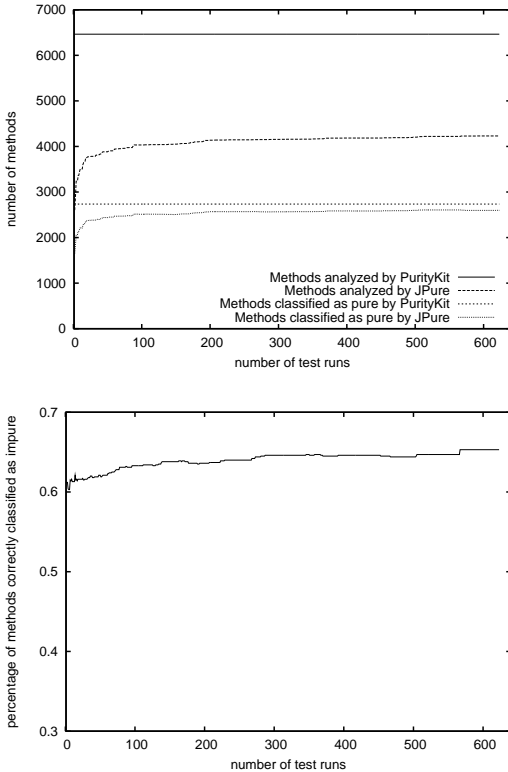 7000
6000
5000
4000
3000
2000
1000
0
number of methods
Methods analyzed by PurityKit
Methods analyzed by JPure
Methods classified as pure by PurityKit
Methods classified as pure by JPure
0 100 200 300 400 500 600
number of test runs
0.7
0.6
0.5
0.4
0.3
percentage of methods correctly classified as impure
0 100 200 300 400 500 600
number of test runs